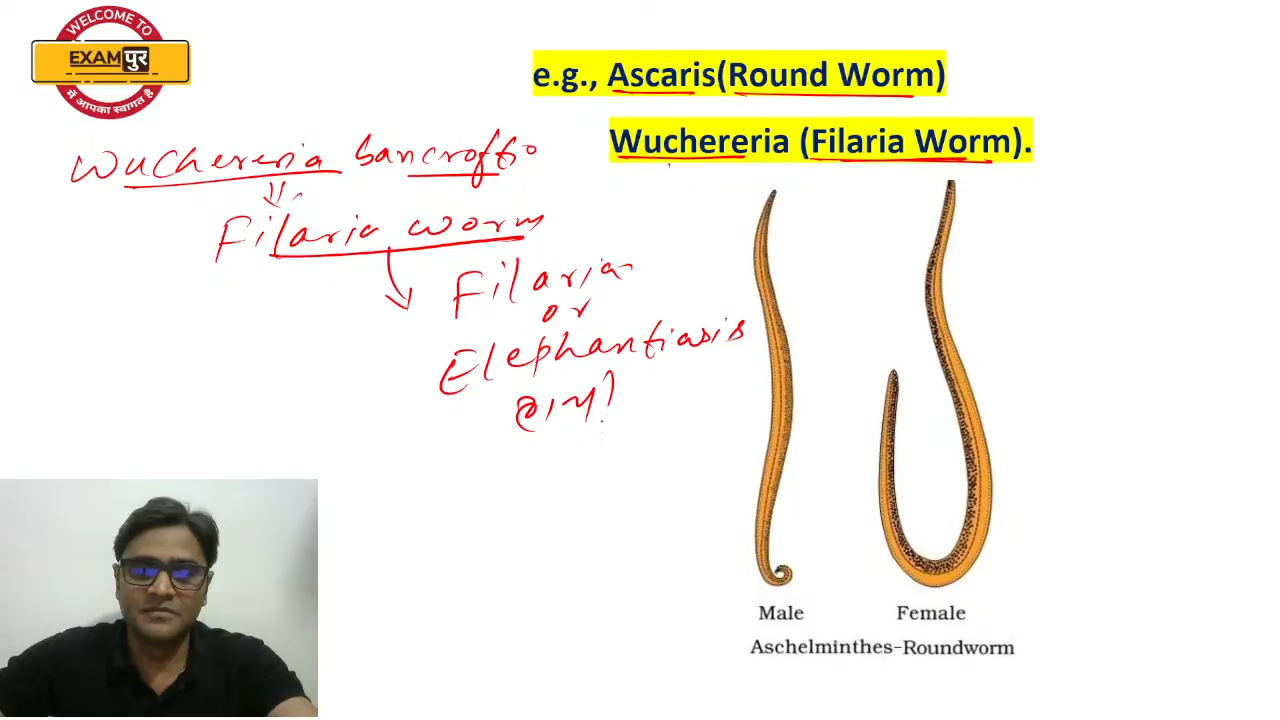 WELCOME TO
EXAMपुर
में आपका स्वागत है
e.g., Ascaris(Round Worm)
Wuchereria (Filaria Worm).
Wuchereria bancrofti
Filaria worm
Filaria
or
Elephantiasis
Male
Female
Aschelminthes-Roundworm